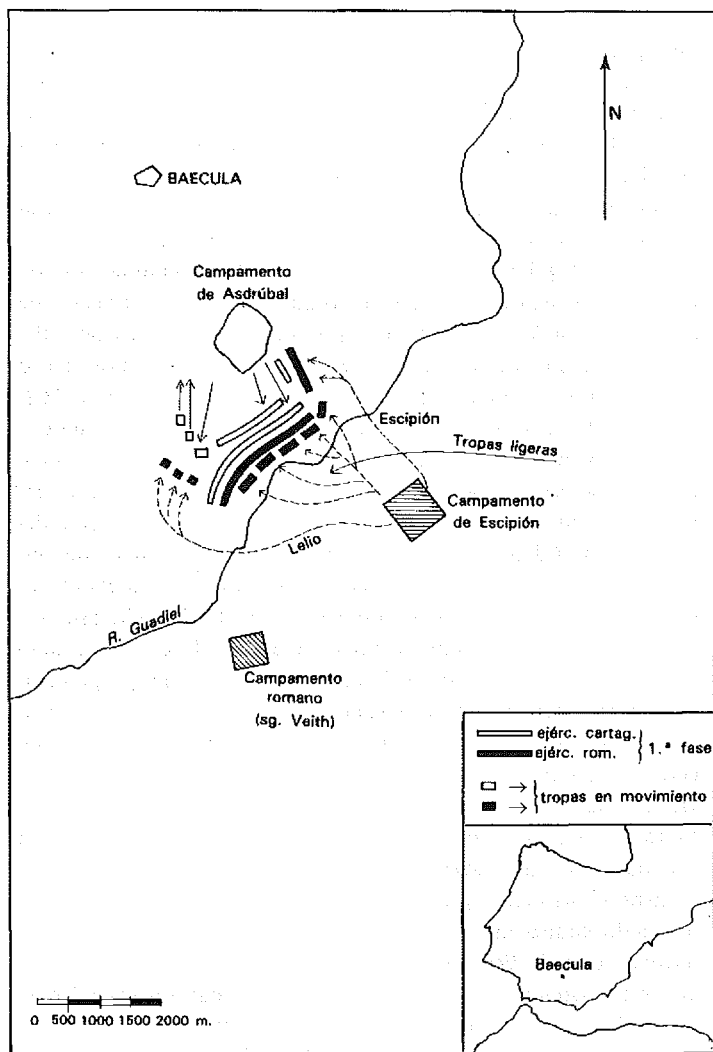 N
BAECULA
Campamento
de Asdrúbal
Escipión
Tropas ligeras
Campamento
de Escipión
Lelio
R. Guadiel
Campamento
romano
(sg. Veith)
ejérc. cartag.
ejérc. rom.
1.ª fase
tropas en movimiento
Baecula
0 500 1000 1500 2000 m.